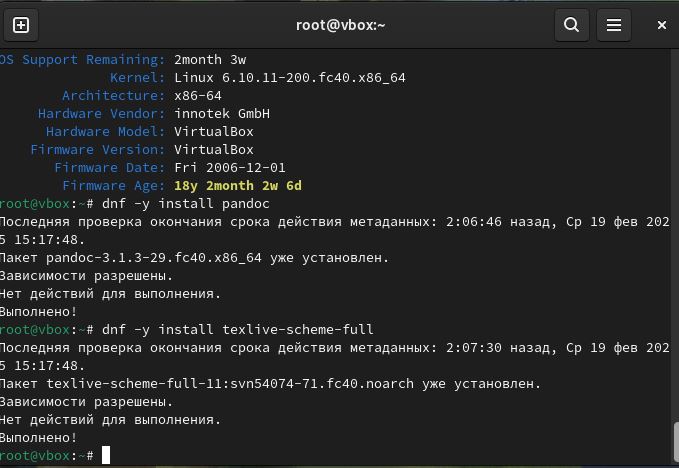 root@vbox:~
OS Support Remaining: 2month 3w
Kernel: Linux 6.10.11-200.fc40.x86_64
Architecture: x86-64
Hardware Vendor: innotek GmbH
Hardware Model: VirtualBox
Firmware Version: VirtualBox
Firmware Date: Fri 2006-12-01
Firmware Age: 18y 2month 2w 6d
root@vbox:~# dnf -y install pandoc
Последняя проверка окончания срока действия метаданных: 2:06:46 назад, Ср 19 фев 202
5 15:17:48.
Пакет pandoc-3.1.3-29.fc40.x86_64 уже установлен.
Зависимости разрешены.
Нет действий для выполнения.
Выполнено!
root@vbox:~# dnf -y install texlive-scheme-full
Последняя проверка окончания срока действия метаданных: 2:07:30 назад, Ср 19 фев 202
5 15:17:48.
Пакет texlive-scheme-full-11:svn54074-71.fc40.noarch уже установлен.
Зависимости разрешены.
Нет действий для выполнения.
Выполнено!
root@vbox:~#